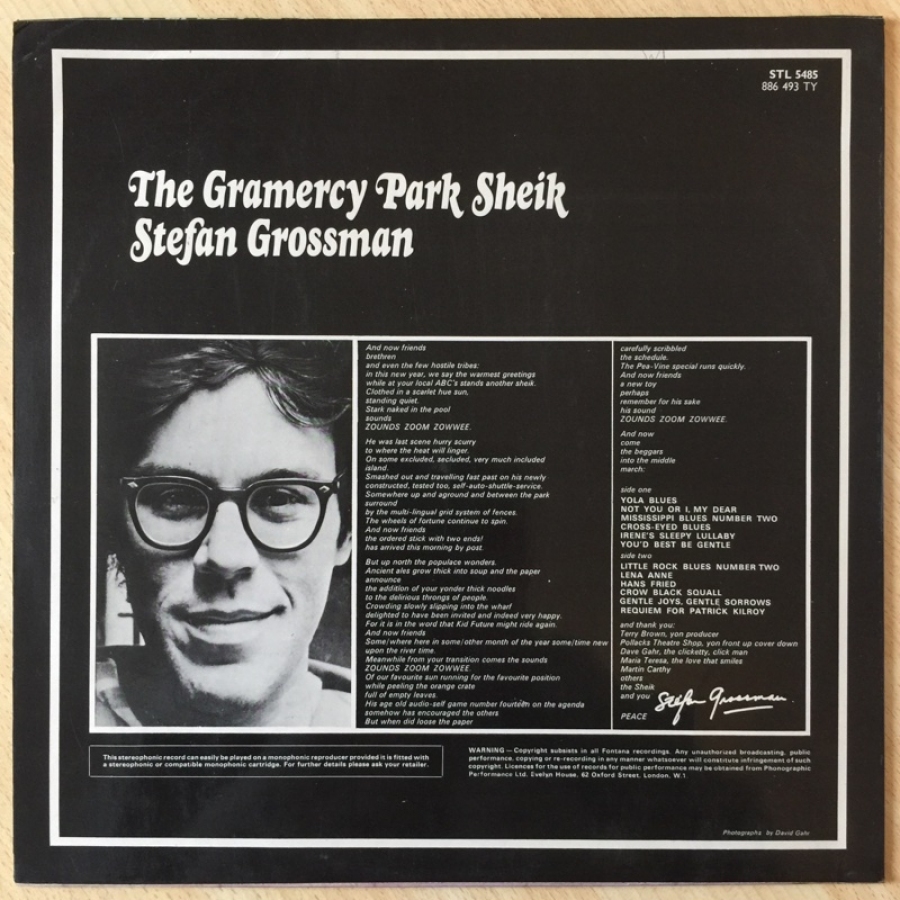 STL 5485
886 493 TY
The Gramercy Park Sheik
Stefan Grossman
And now friends
brethren
and even the few hostile tribes:
in this new year, we say the warmest greetings
while at your local ABC's stands another sheik.
Clothed in a scarlet hue sun,
standing quiet.
Stark naked in the pool
sounds
ZOUNDS ZOOM ZOWWEE.
He was last scene hurry scurry
to where the heat will linger.
On some excluded, secluded, very much included
island.
Smashed out and travelling fast past on his newly
constructed, tested too, self-auto-shuttle-service.
Somewhere up and aground and between the park
surround
by the multi-lingual grid system of fences.
The wheels of fortune continue to spin.
And now friends
the ordered stick with two ends!
has arrived this morning by post.
But up north the populace wonders.
Ancient ales grow thick into soup and the paper
announce
the addition of your yonder thick noodles
to the delirious throngs of people.
Crowding slowly slipping into the wharf
delighted to have been invited and indeed very happy.
For it is in the word that Kid Future might ride again.
And now friends
Some/where here in some/other month of the year some/time new
upon the river time.
Meanwhile from your transition comes the sounds
ZOUNDS ZOOM ZOWWEE.
Of our favourite sun running for the favourite position
while peeling the orange crate
full of empty leaves.
His age old audio-self game number fourteen on the agenda
somehow has encouraged the others
But when did loose the paper
carefully scribbled
the schedule.
The Pea-Vine special runs quickly.
And now friends
a new toy
perhaps
remember for his sake
his sound
ZOUNDS ZOOM ZOWWEE.
And now
come
the beggars
into the middle
march:
side one
YOLA BLUES
NOT YOU OR I, MY DEAR
MISSISSIPPI BLUES NUMBER TWO
CROSS-EYED BLUES
IRENE'S SLEEPY LULLABY
YOU'D BEST BE GENTLE
side two
LITTLE ROCK BLUES NUMBER TWO
LENA ANNE
HANS FRIED
CROW BLACK SQUALL
GENTLE JOYS, GENTLE SORROWS
REQUIEM FOR PATRICK KILROY
and thank you:
Terry Brown, yon producer
Pollacks Theatre Shop, yon front up cover down
Dave Gahr, the clicketty, click man
Maria Teresa, the love that smiles
Martin Carthy
others
the Sheik
and you Stefan Grossman
PEACE
This stereophonic record can easily be played on a monophonic reproducer provided it is fitted with
a stereophonic or compatible monophonic cartridge. For further details please ask your retailer.
WARNING — Copyright subsists in all Fontana recordings. Any unauthorized broadcasting, public
performance, copying or re-recording in any manner whatsoever will constitute infringement of such
copyright. Licences for the use of records for public performance may be obtained from Phonographic
Performance Ltd. Evelyn House, 62 Oxford Street, London, W.1
Photographs by David Gahr